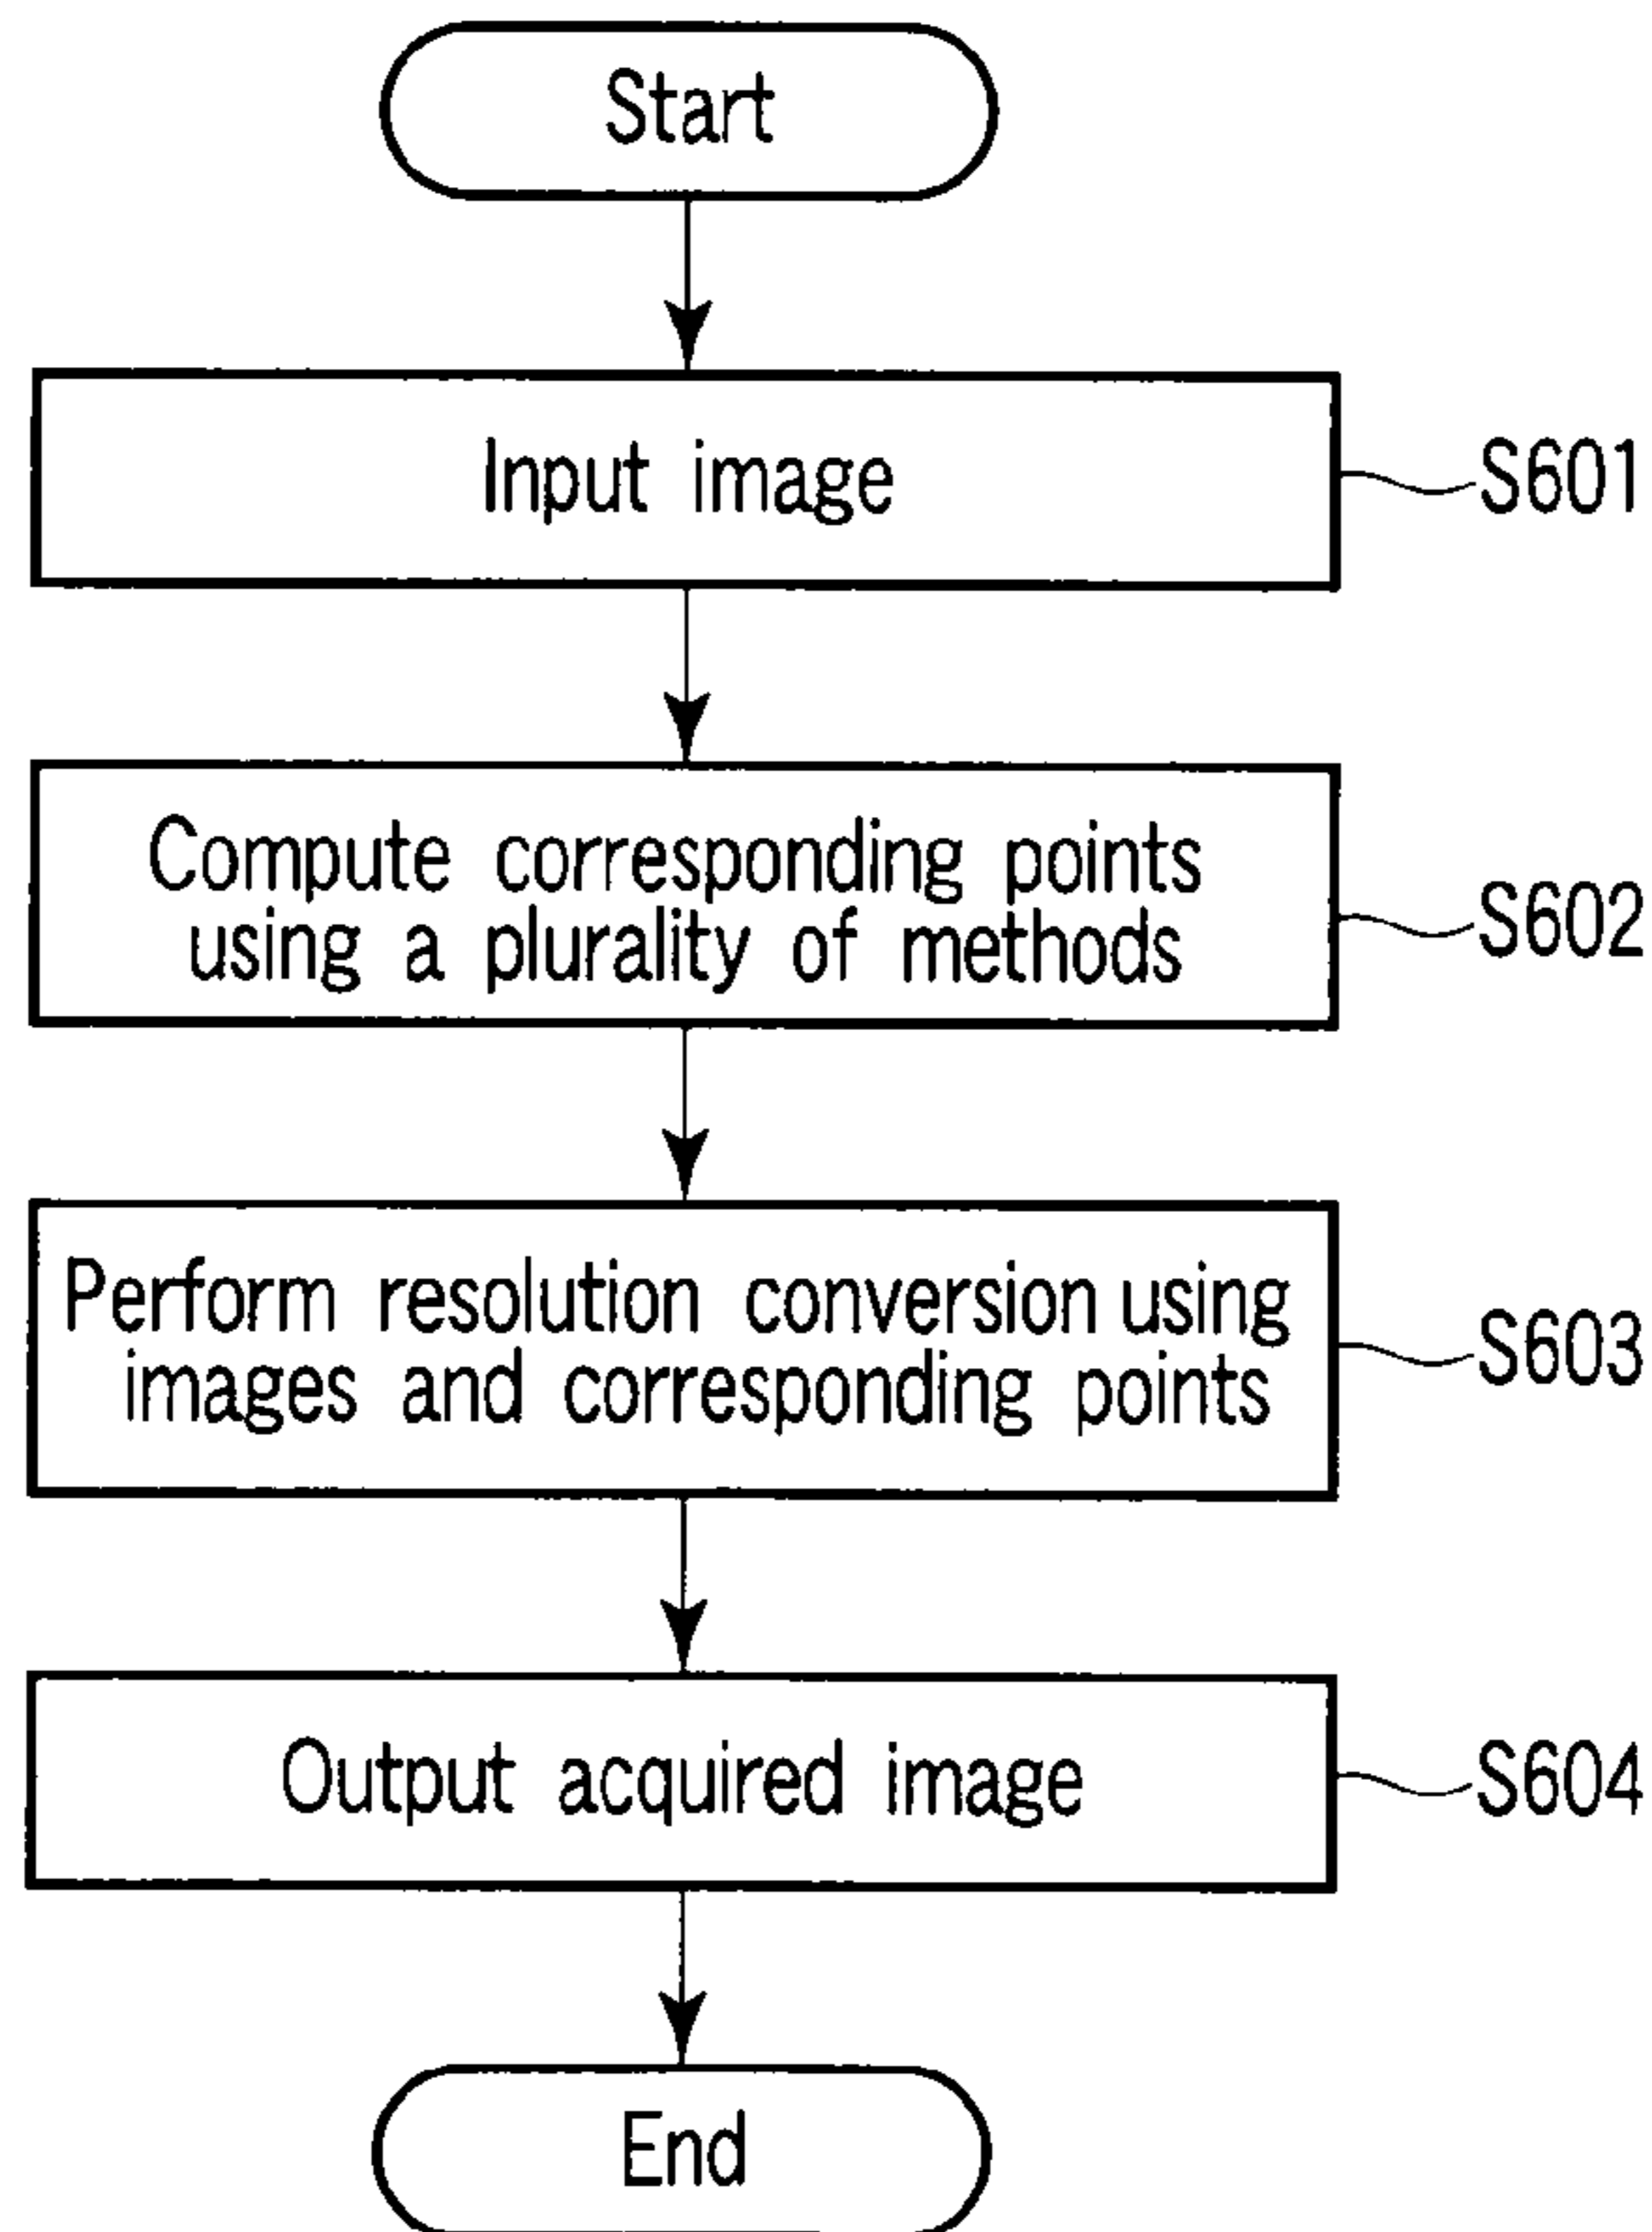 Start
Input image
S601
Compute corresponding points
using a plurality of methods
S602
Perform resolution conversion using
images and corresponding points
S603
Output acquired image
S604
End